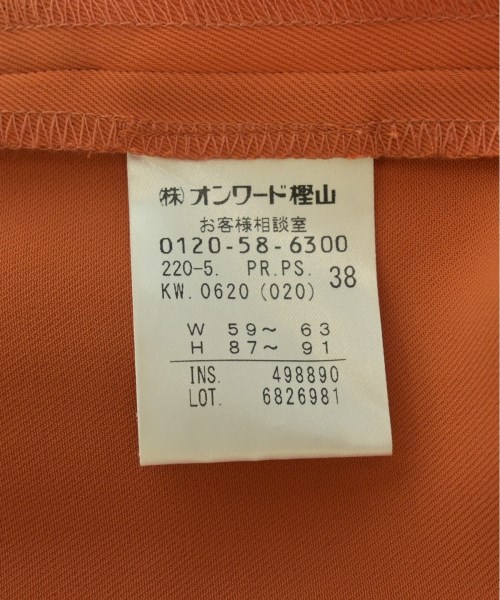 (株)オンワード樫山
お客様相談室
0120-58-6300
220-5. PR.PS. 38
KW.0620(020)
W 59～ 63
H 87～ 91
INS. 498890
LOT. 6826981